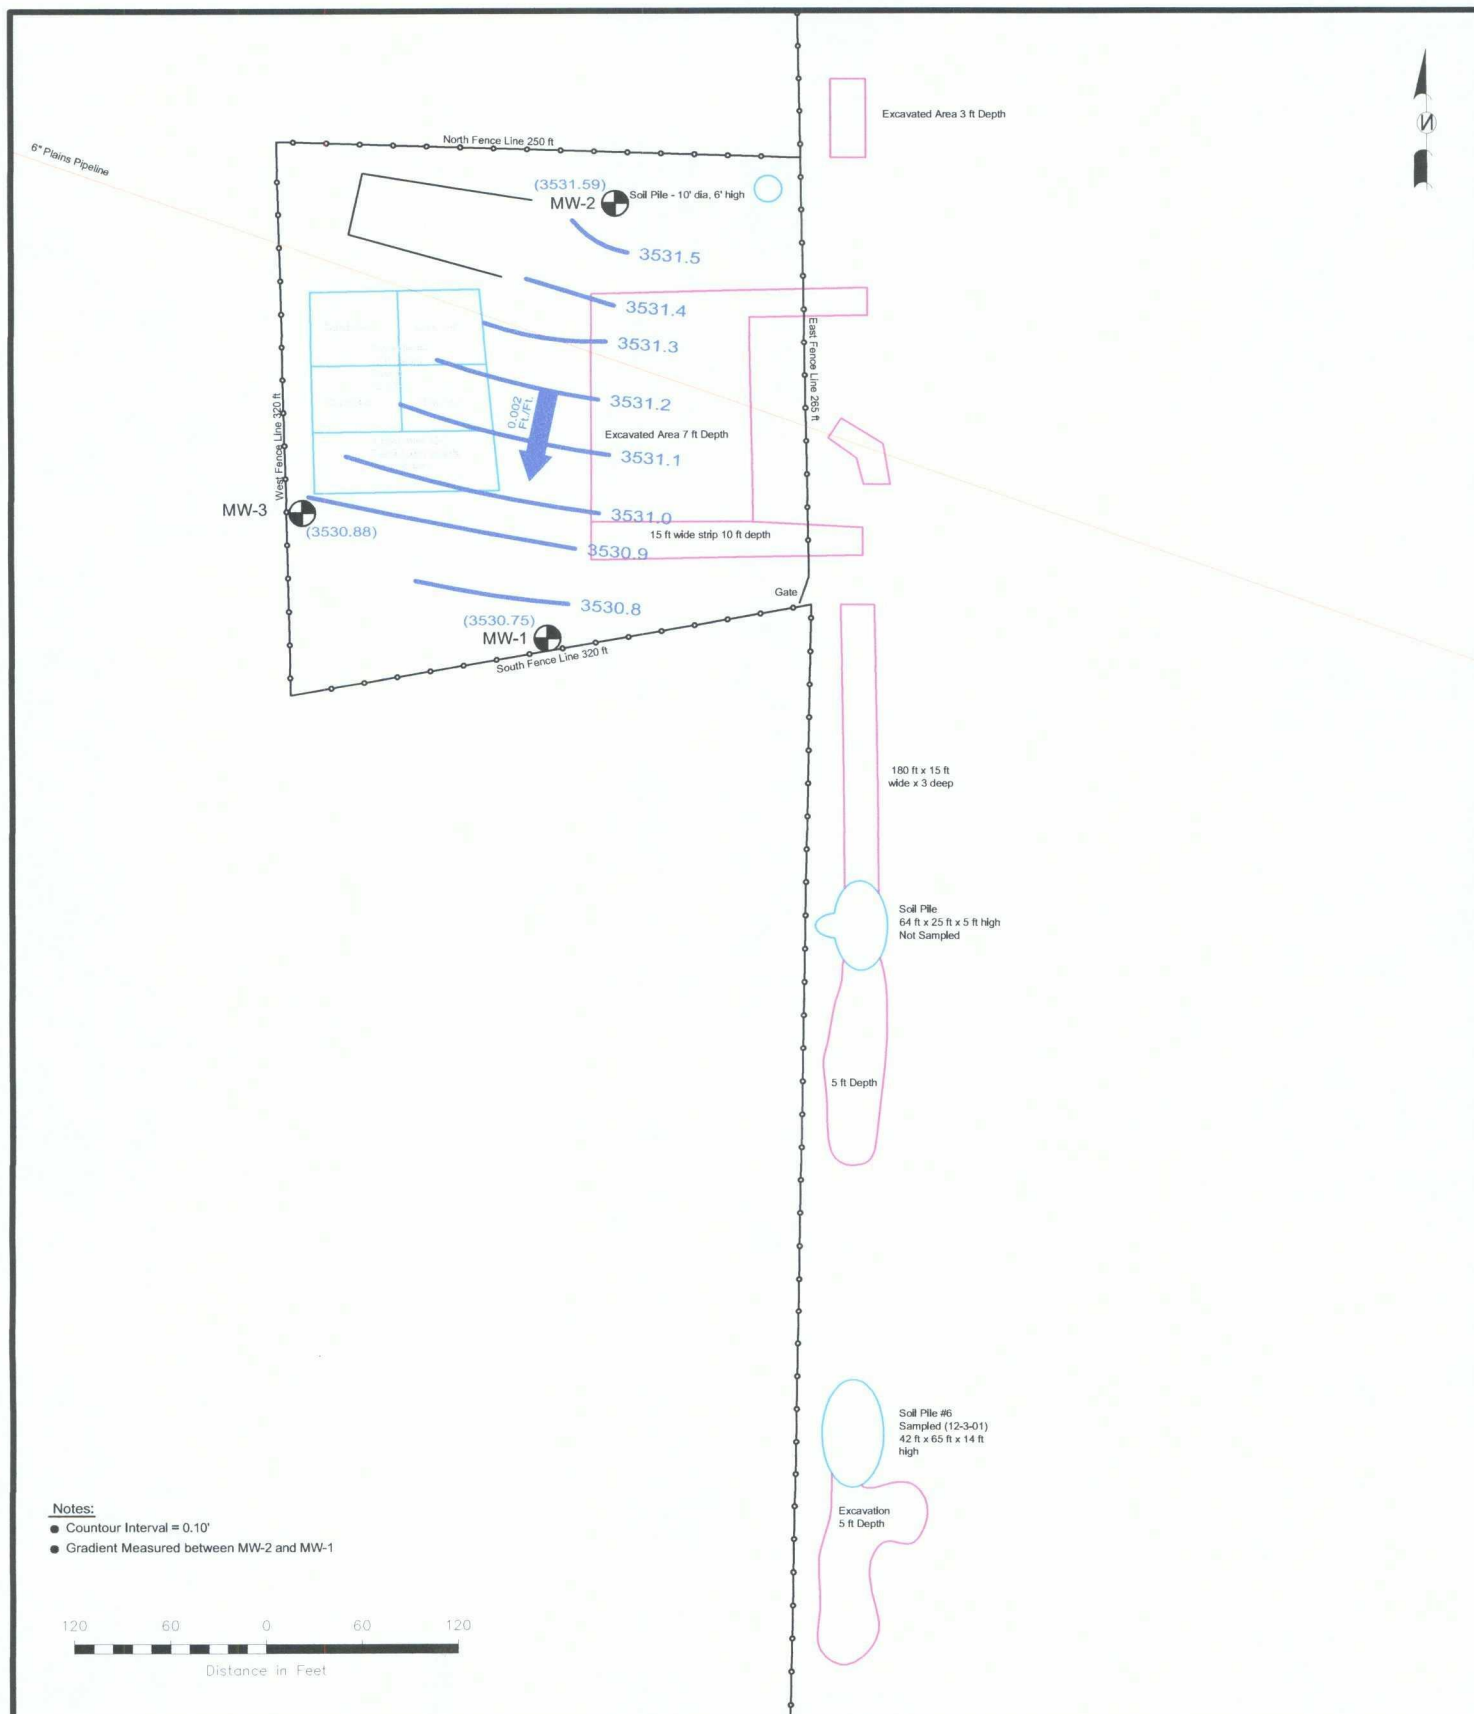 Excavated Area 3 ft Depth
N
North Fence Line 250 ft
6" Plains Pipeline
(3531.59)
MW-2
Soil Pile - 10' dia, 6' high
3531.5
3531.4
3531.3
East Fence Line 265 ft
3531.2
0.002
Ft./Ft.
Excavated Area 7 ft Depth
3531.1
West Fence Line 320 ft
MW-3
(3530.88)
3531.0
15 ft wide strip 10 ft depth
3530.9
Gate
3530.8
(3530.75)
MW-1
South Fence Line 320 ft
180 ft x 15 ft
wide x 3 deep
Soil Pile
64 ft x 25 ft x 5 ft high
Not Sampled
5 ft Depth
Soil Pile #6
Sampled (12-3-01)
42 ft x 65 ft x 14 ft
high
Excavation
5 ft Depth
Notes:
Countour Interval = 0.10'
Gradient Measured between MW-2 and MW-1
120 60 0 60 120
Distance in Feet